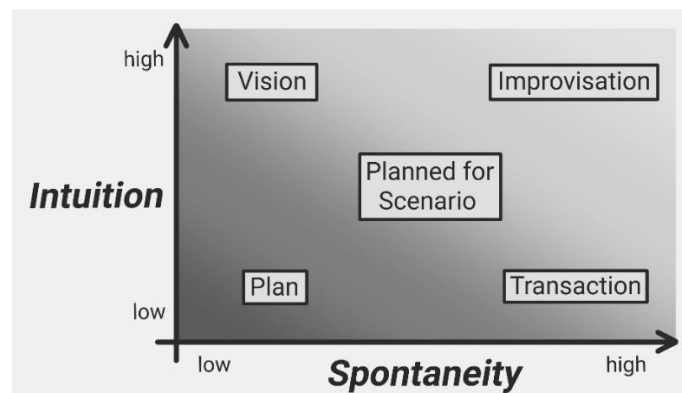 high
Vision
Improvisation
Planned for
Scenario
Intuition
Plan
Transaction
low
low
high
Spontaneity